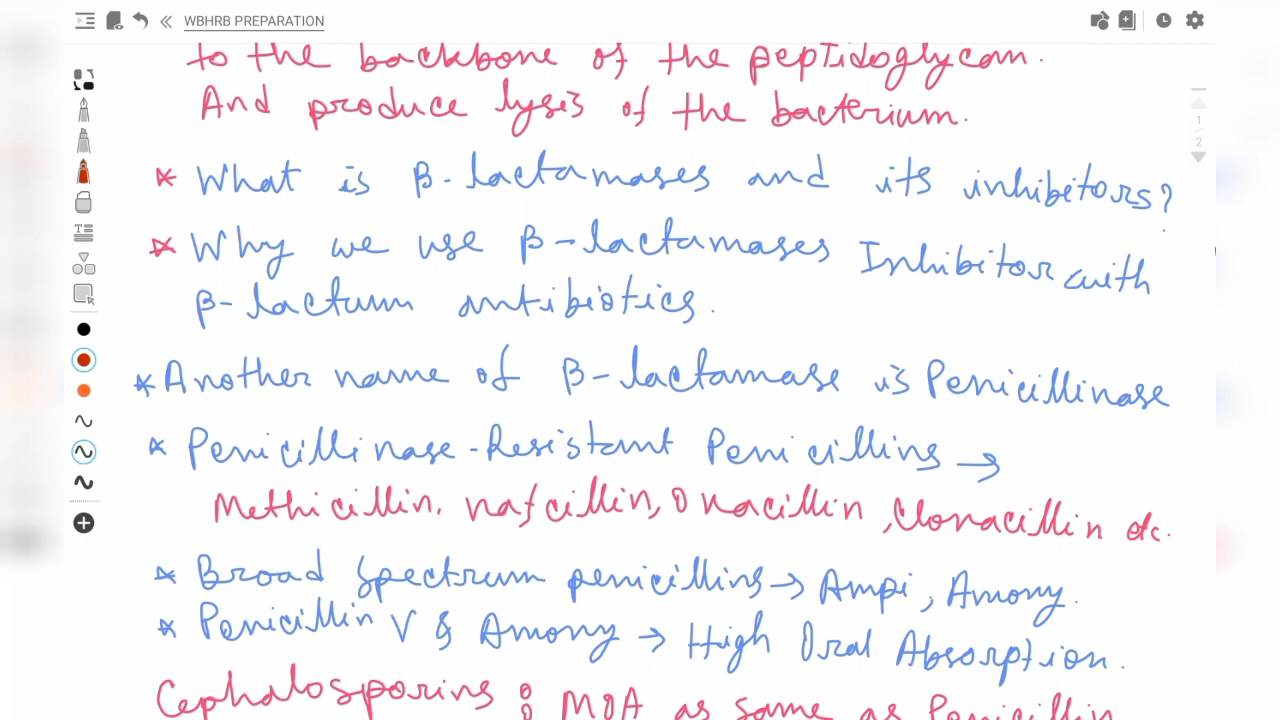 WBHRB PREPARATION
to the backbone of the peptidoglycan.
And produce lysis of the bacterium.
* What is β-lactamases and its inhibitors?
* Why we use β-lactamases Inhibitor with
β-lactum antibiotics.
* Another name of β-lactamase is Penicillinase
* Penicillinase-Resistant Penicillins →
Methicillin, nafcillin, Oxacillin, Cloxacillin etc.
* Broad spectrum penicillins → Ampi, Amoxy.
* Penicillin V & Amoxy → High Oral Absorption.
Cephalosporins : MOA as same as Penicillin
1
2